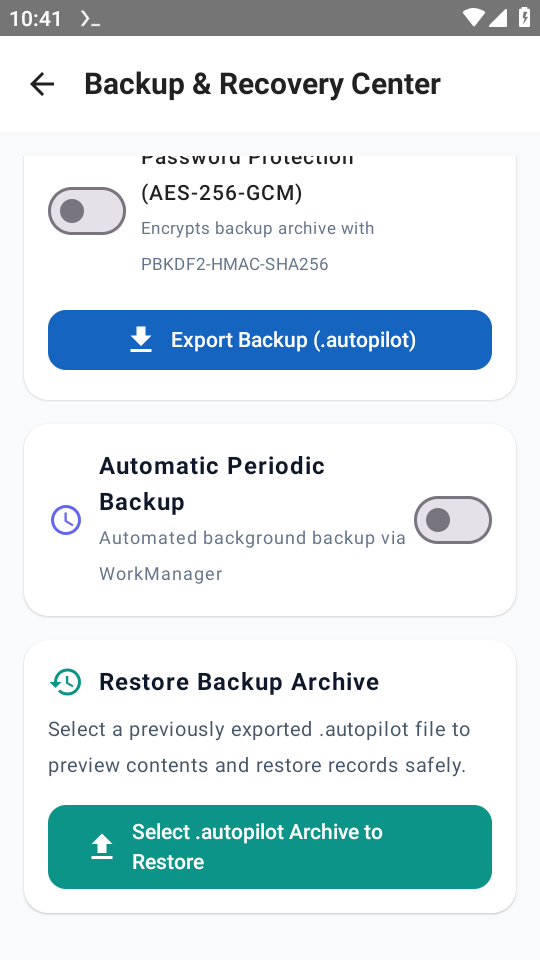 10:41
Backup & Recovery Center
Password Protection
(AES-256-GCM)
Encrypts backup archive with
PBKDF2-HMAC-SHA256
Export Backup (.autopilot)
Automatic Periodic
Backup
Automated background backup via
WorkManager
Restore Backup Archive
Select a previously exported .autopilot file to
preview contents and restore records safely.
Select .autopilot Archive to
Restore